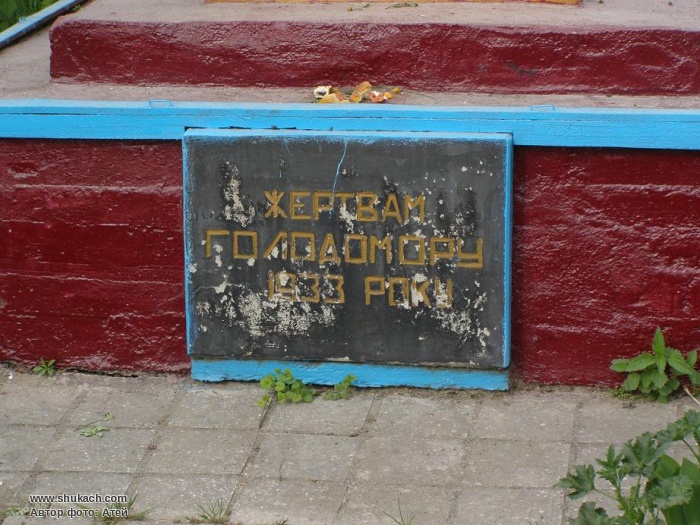 ЖЕРТВАМ
ГОЛОДОМОРУ
1933 РОКУ
www.shukach.com
Автор фото: Атей